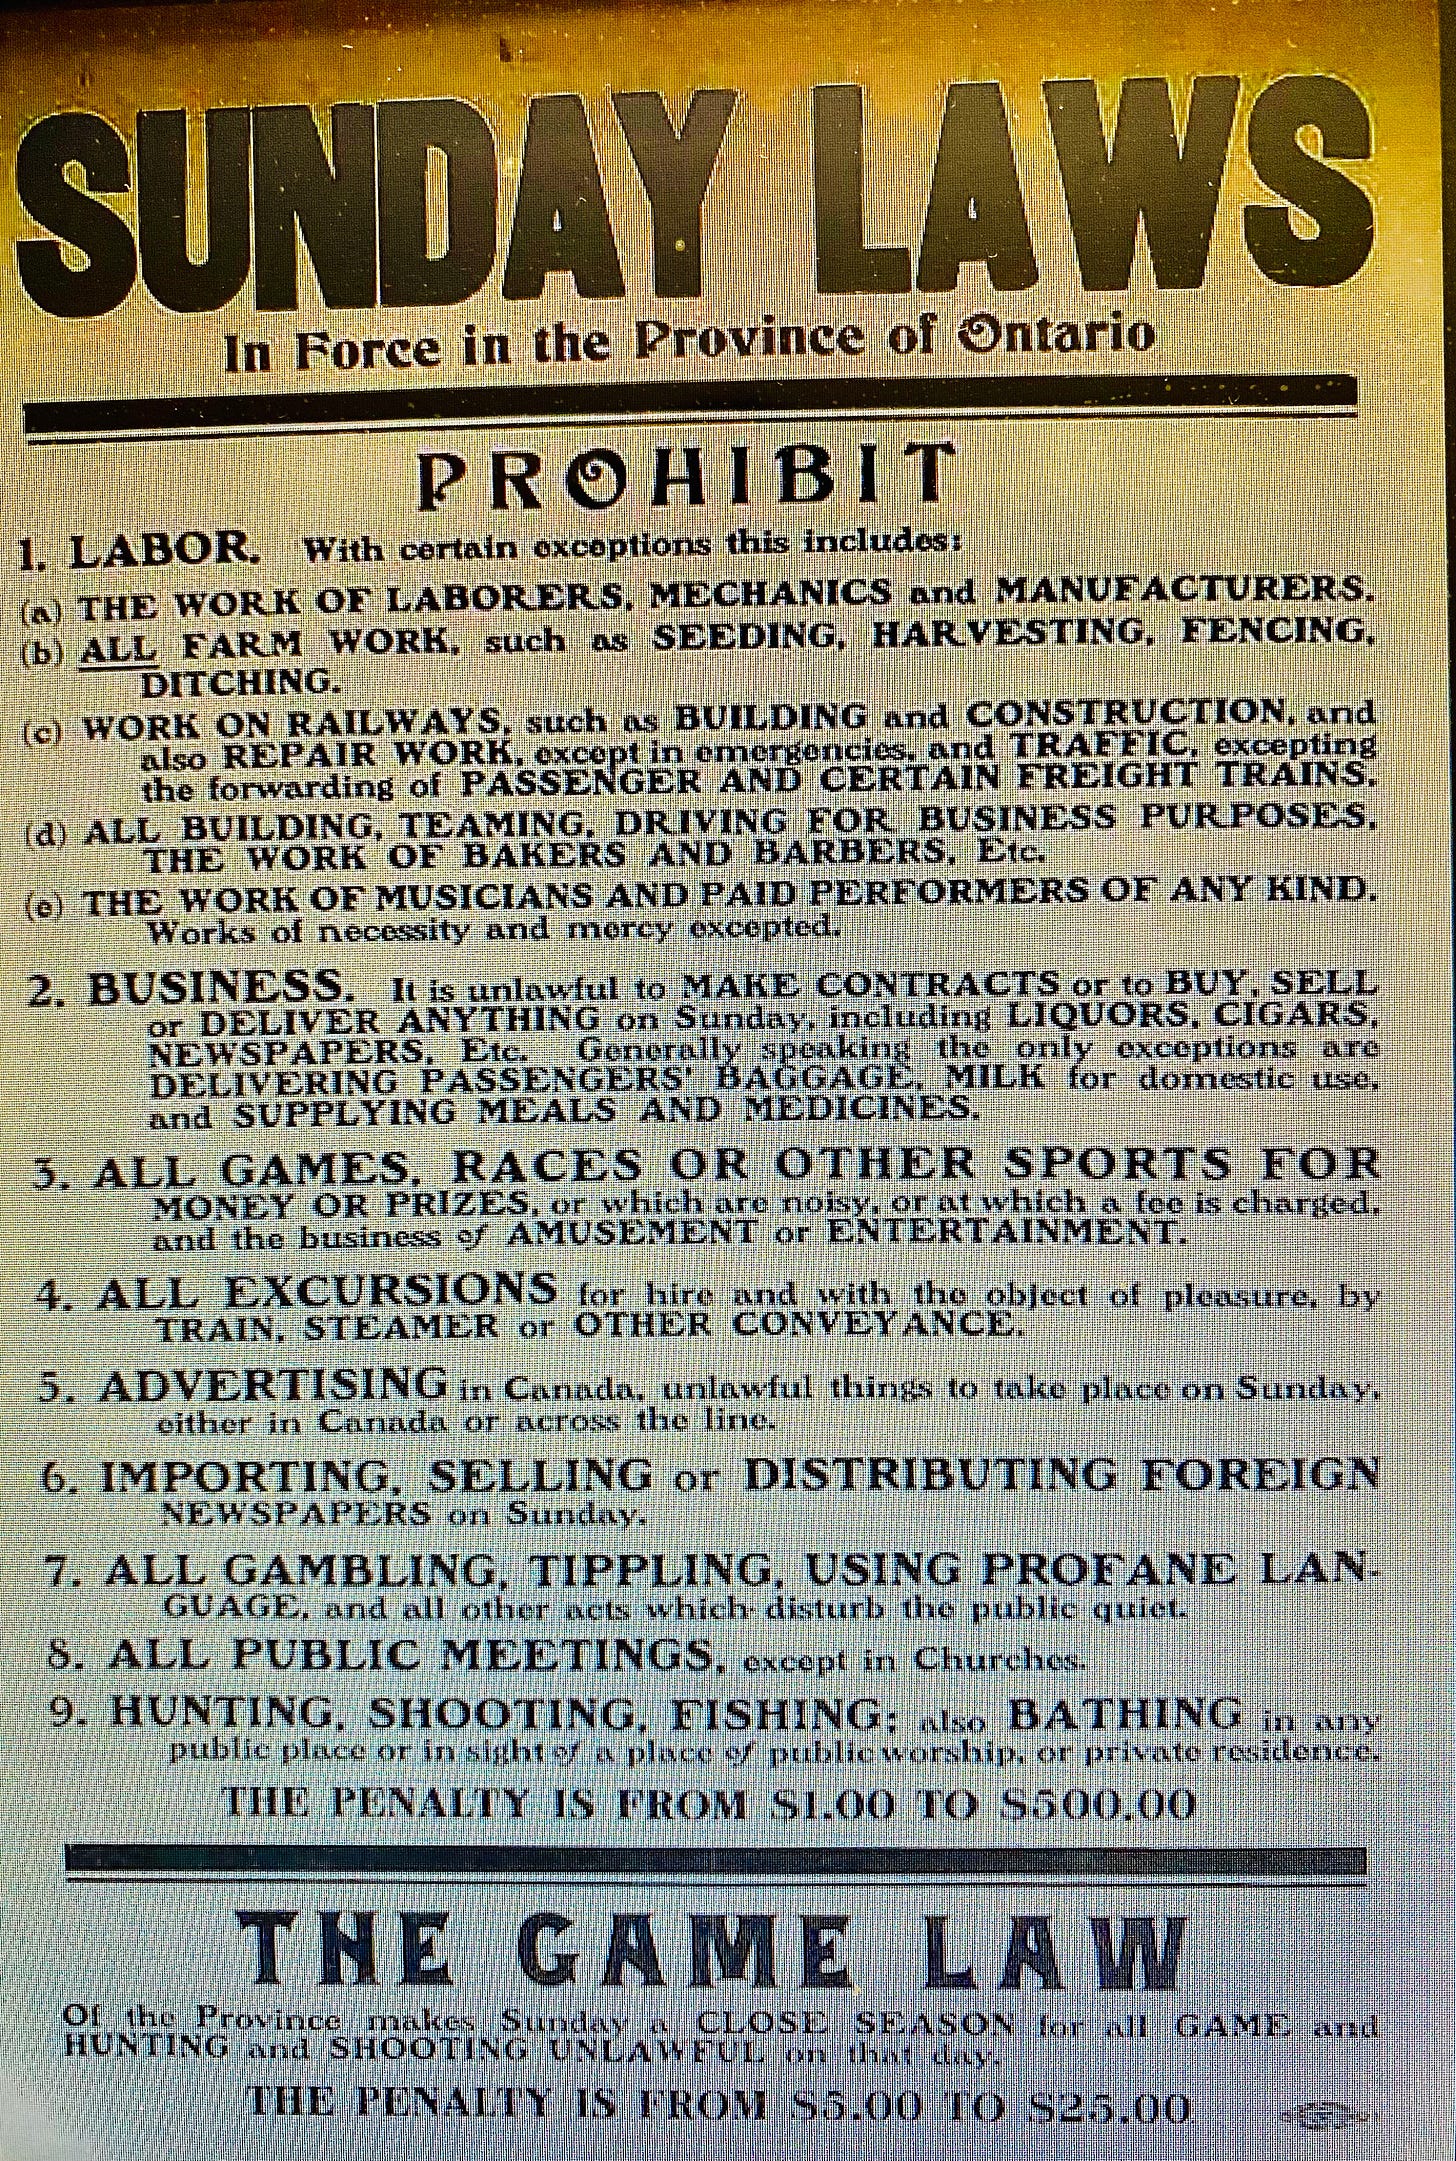 SUNDAY LAWS
In Force in the Province of Ontario
PROHIBIT
1. LABOR. With certain exceptions this includes:
(a) THE WORK OF LABORERS, MECHANICS and MANUFACTURERS.
(b) ALL FARM WORK, such as SEEDING, HARVESTING, FENCING,
DITCHING.
(c) WORK ON RAILWAYS, such as BUILDING and CONSTRUCTION, and
also REPAIR WORK, except in emergencies, and TRAFFIC, excepting
the forwarding of PASSENGER AND CERTAIN FREIGHT TRAINS.
(d) ALL BUILDING, TEAMING, DRIVING FOR BUSINESS PURPOSES,
THE WORK OF BAKERS AND BARBERS, Etc.
(e) THE WORK OF MUSICIANS AND PAID PERFORMERS OF ANY KIND.
Works of necessity and mercy excepted.
2. BUSINESS. It is unlawful to MAKE CONTRACTS or to BUY, SELL
or DELIVER ANYTHING on Sunday, including LIQUORS, CIGARS,
NEWSPAPERS, Etc. Generally speaking the only exceptions are
DELIVERING PASSENGERS' BAGGAGE, MILK for domestic use,
and SUPPLYING MEALS AND MEDICINES.
3. ALL GAMES, RACES OR OTHER SPORTS FOR
MONEY OR PRIZES, or which are noisy, or at which a fee is charged,
and the business of AMUSEMENT or ENTERTAINMENT.
4. ALL EXCURSIONS for hire and with the object of pleasure, by
TRAIN, STEAMER or OTHER CONVEYANCE.
5. ADVERTISING in Canada, unlawful things to take place on Sunday,
either in Canada or across the line.
6. IMPORTING, SELLING or DISTRIBUTING FOREIGN
NEWSPAPERS on Sunday.
7. ALL GAMBLING, TIPPLING, USING PROFANE LAN-
GUAGE, and all other acts which disturb the public quiet.
8. ALL PUBLIC MEETINGS, except in Churches.
9. HUNTING, SHOOTING, FISHING; also BATHING in any
public place or in sight of a place of public worship, or private residence.
THE PENALTY IS FROM $1.00 TO $500.00
THE GAME LAW
Of the Province makes Sunday a CLOSE SEASON for all GAME and
HUNTING and SHOOTING UNLAWFUL on that day.
THE PENALTY IS FROM $5.00 TO $25.00